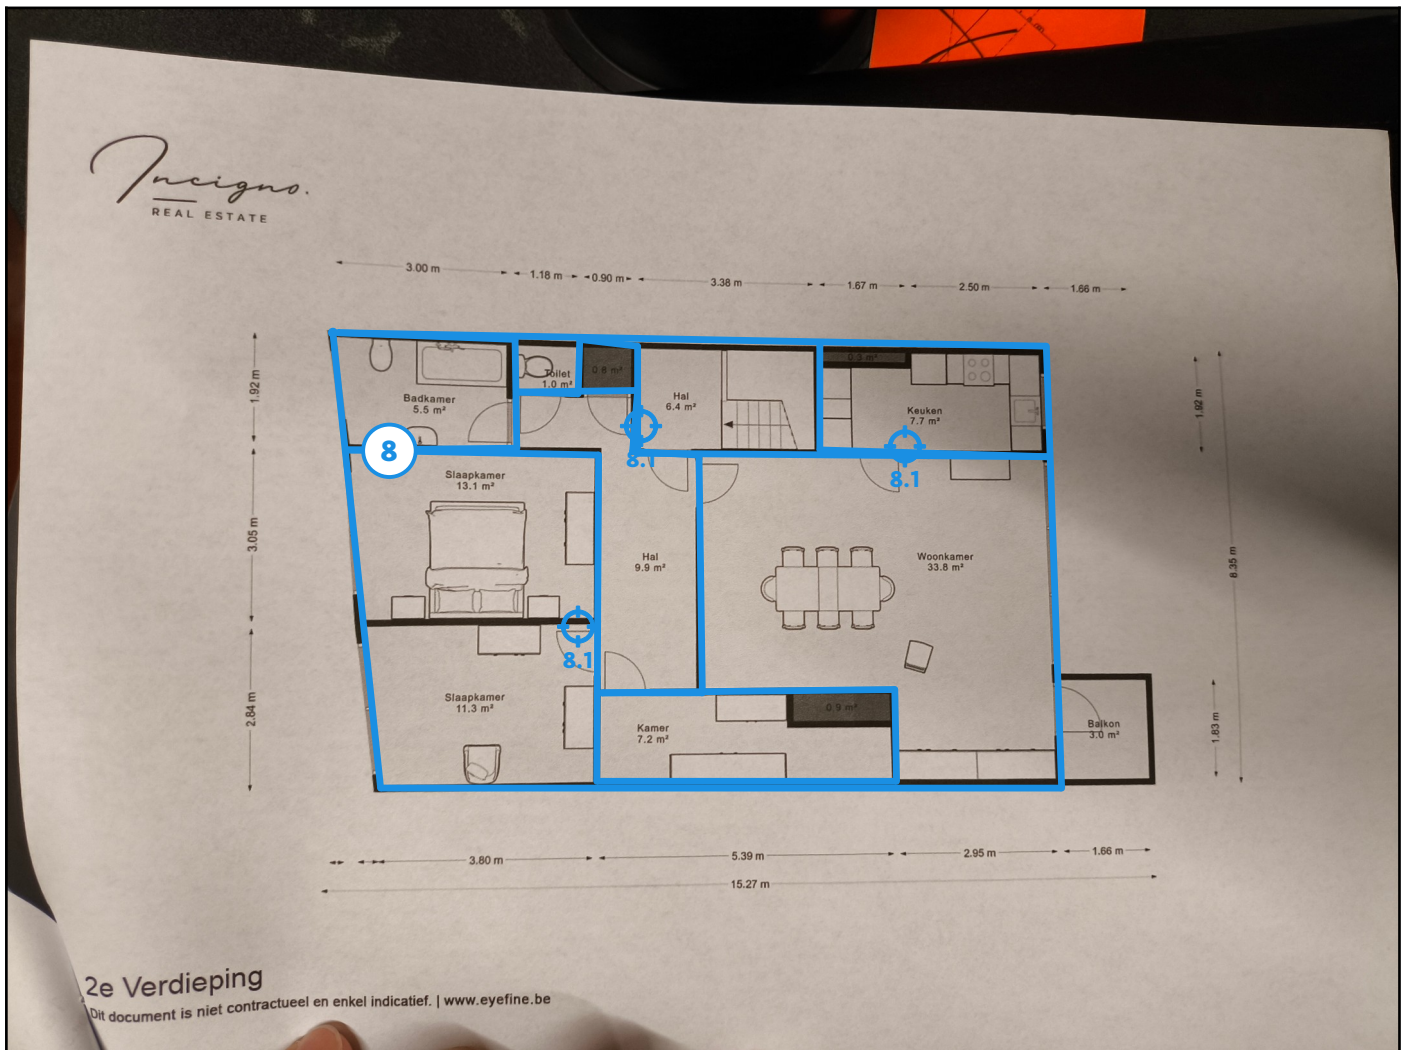 Incigno.
REAL ESTATE
3.00 m
1.18 m
0.90 m
3.38 m
1.67 m
2.50 m
1.66 m
1.92 m
3.05 m
2.84 m
1.92 m
8.35 m
1.83 m
Badkamer
5.5 m²
Toilet
1.0 m²
0.8 m²
Hal
6.4 m²
0.3 m²
Keuken
7.7 m²
8
8.1
8.1
Slaapkamer
13.1 m²
Hal
9.9 m²
Woonkamer
33.8 m²
8.1
Slaapkamer
11.3 m²
Kamer
7.2 m²
0.9 m²
Balkon
3.0 m²
3.80 m
5.39 m
2.95 m
1.66 m
15.27 m
2e Verdieping
Dit document is niet contractueel en enkel indicatief. | www.eyefine.be